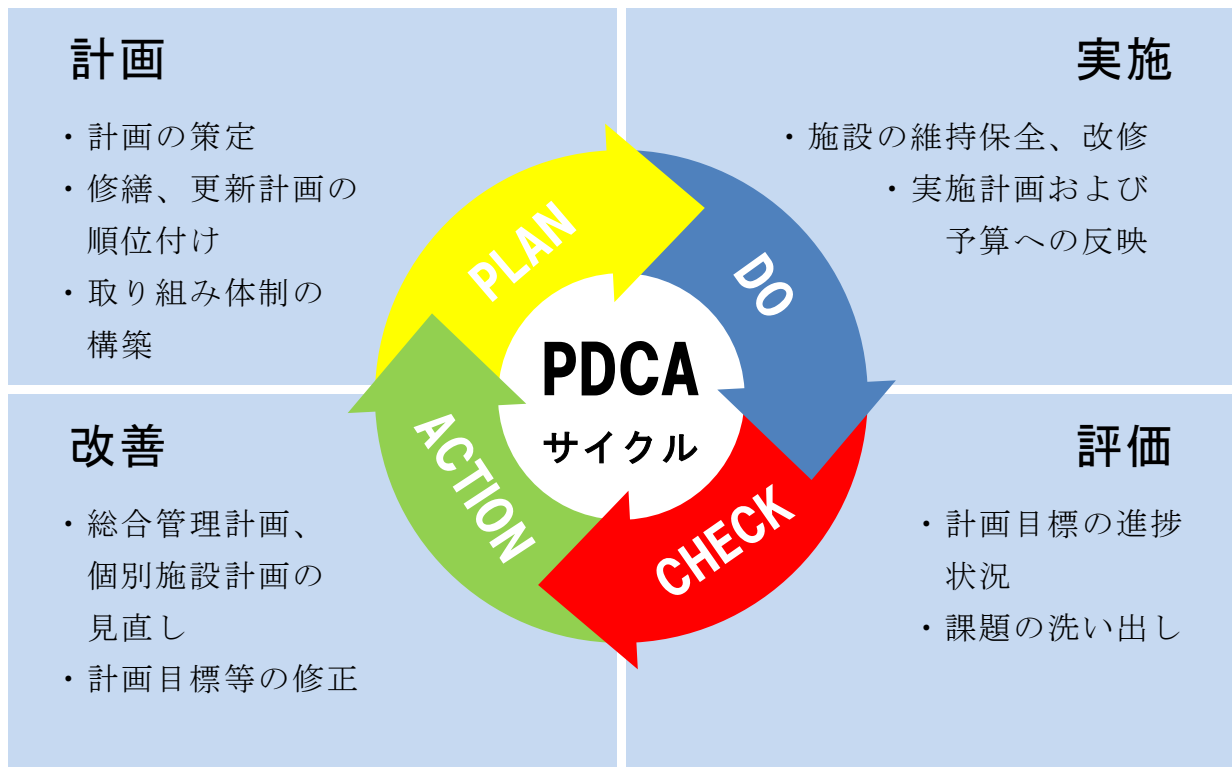 計画
・計画の策定
・修繕、更新計画の
順位付け
・取り組み体制の
構築
実施
・施設の維持保全、改修
・実施計画および
予算への反映
PLAN
DO
PDCA
サイクル
ACTION
CHECK
改善
・総合管理計画、
個別施設計画の
見直し
・計画目標等の修正
評価
・計画目標の進捗
状況
・課題の洗い出し